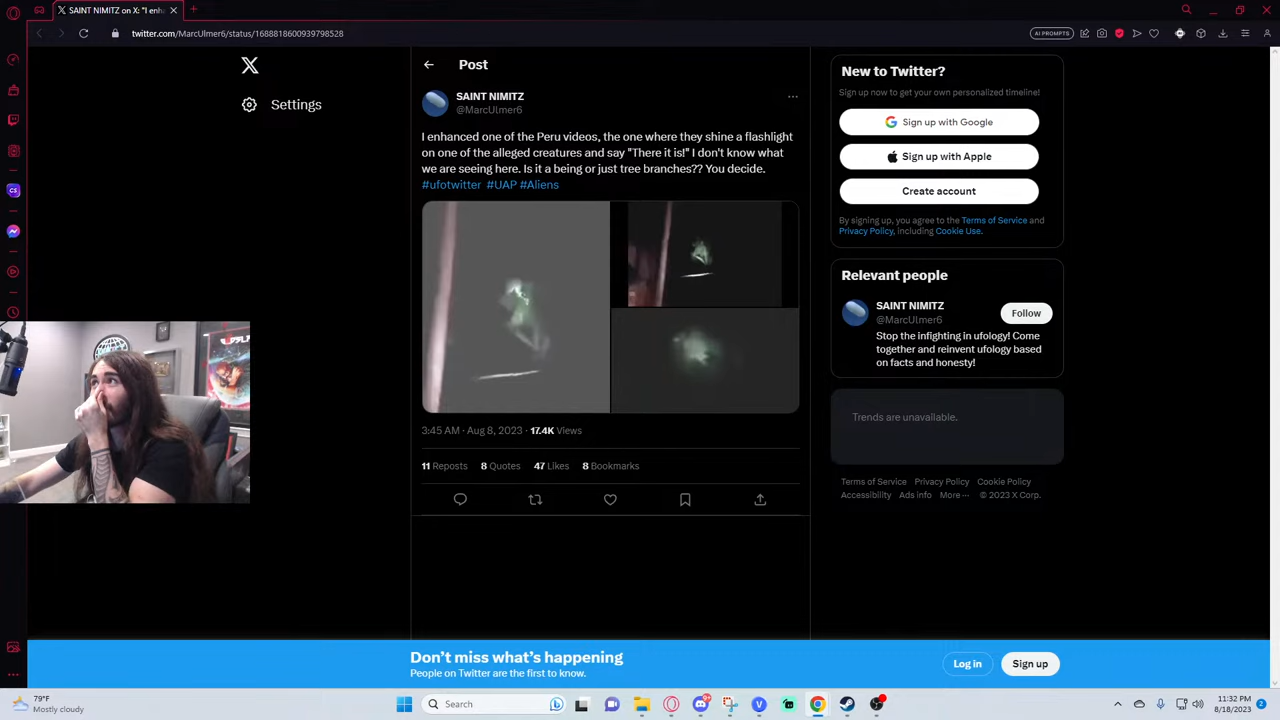 SAINT NIMITZ on X: "I enh
twitter.com/MarcUlmer6/status/1688818600939798528
AI PROMPTS
Settings
Post
SAINT NIMITZ
@MarcUlmer6
I enhanced one of the Peru videos, the one where they shine a flashlight
on one of the alleged creatures and say "There it is!" I don't know what
we are seeing here. Is it a being or just tree branches?? You decide.
#ufotwitter #UAP #Aliens
3:45 AM · Aug 8, 2023 · 17.4K Views
11 Reposts 8 Quotes 47 Likes 8 Bookmarks
New to Twitter?
Sign up now to get your own personalized timeline!
Sign up with Google
Sign up with Apple
Create account
By signing up, you agree to the Terms of Service and
Privacy Policy, including Cookie Use.
Relevant people
SAINT NIMITZ
@MarcUlmer6
Follow
Stop the infighting in ufology! Come
together and reinvent ufology based
on facts and honesty!
Trends are unavailable.
Terms of Service Privacy Policy Cookie Policy
Accessibility Ads info More ··· © 2023 X Corp.
Don't miss what's happening
People on Twitter are the first to know.
Log in
Sign up
79°F
Mostly cloudy
Search
11:32 PM
8/18/2023